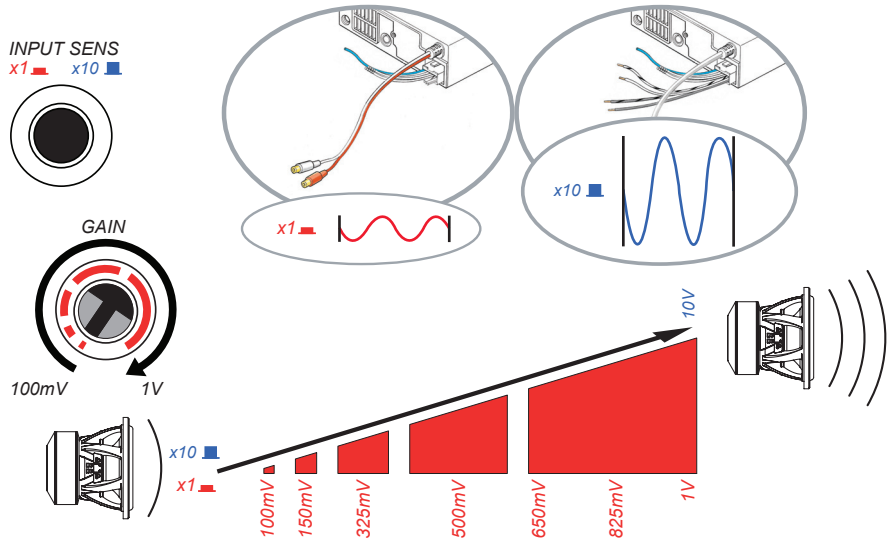 INPUT SENS
x1 x10
x10
x1
GAIN
100mV 1V
10V
x10
x1
100mV
150mV
325mV
500mV
650mV
825mV
1V